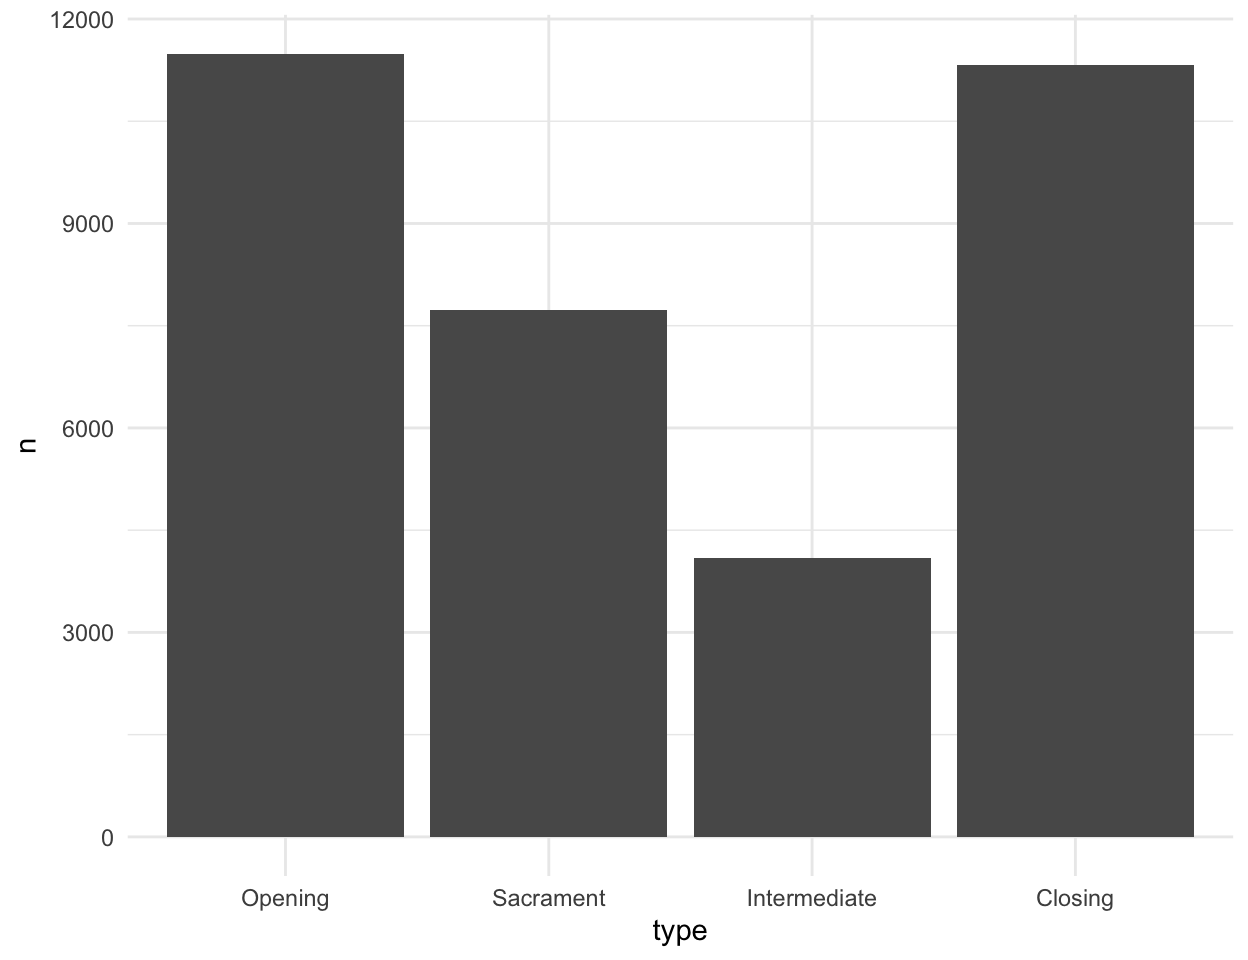 12000
9000
6000
3000
0
n
Opening
Sacrament
Intermediate
Closing
type